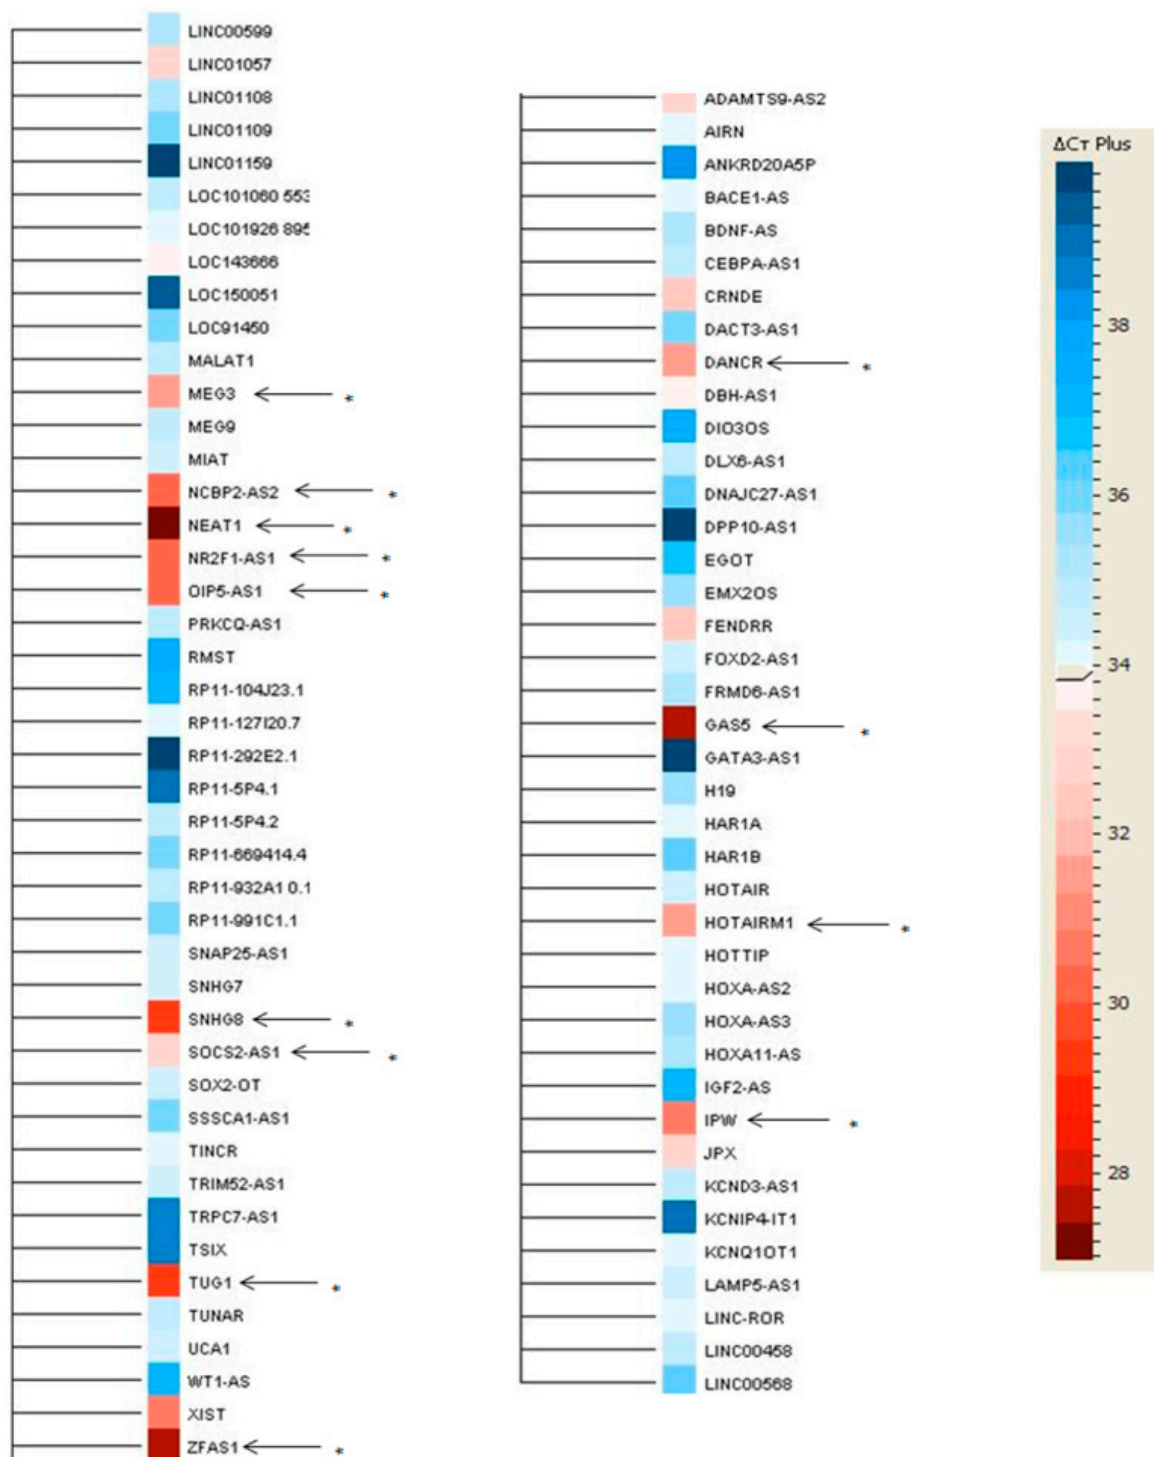 LINC00599
LINC01057
LINC01108
LINC01109
LINC01159
LOC101060 553
LOC101926 895
LOC143666
LOC150051
LOC91450
MALAT1
MEG3 *
MEG9
MIAT
NCBP2-AS2 *
NEAT1 *
NR2F1-AS1 *
OIP5-AS1 *
PRKCQ-AS1
RMST
RP11-104J23.1
RP11-127I20.7
RP11-292E2.1
RP11-5P4.1
RP11-5P4.2
RP11-669414.4
RP11-932A1 0.1
RP11-991C1.1
SNAP25-AS1
SNHG7
SNHG8 *
SOCS2-AS1 *
SOX2-OT
SSSCA1-AS1
TINCR
TRIM52-AS1
TRPC7-AS1
TSIX
TUG1 *
TUNAR
UCA1
WT1-AS
XIST
ZFAS1 *
ADAMTS9-AS2
AIRN
ANKRD20A5P
BACE1-AS
BDNF-AS
CEBPA-AS1
CRNDE
DACT3-AS1
DANCR *
DBH-AS1
DIO3OS
DLX6-AS1
DNAJC27-AS1
DPP10-AS1
EGOT
EMX2OS
FENDRR
FOXD2-AS1
FRMD6-AS1
GAS5 *
GATA3-AS1
H19
HAR1A
HAR1B
HOTAIR
HOTAIRM1 *
HOTTIP
HOXA-AS2
HOXA-AS3
HOXA11-AS
IGF2-AS
IPW *
JPX
KCND3-AS1
KCNIP4-IT1
KCNQ1OT1
LAMP5-AS1
LINC-ROR
LINC00458
LINC00568
ΔCт Plus
38
36
34
32
30
28